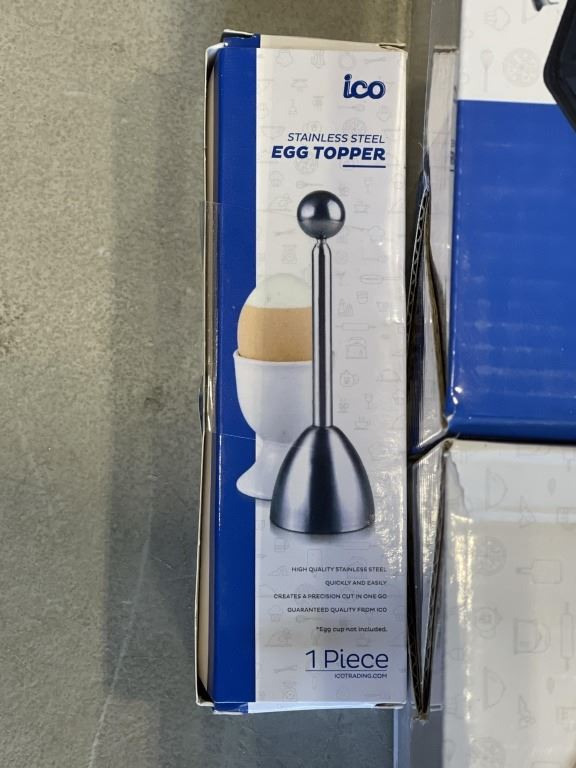 ico
STAINLESS STEEL
EGG TOPPER
HIGH QUALITY STAINLESS STEEL
QUICKLY AND EASILY
CREATES A PRECISION CUT IN ONE GO
GUARANTEED QUALITY FROM ICO
*Egg cup not included.
1 Piece
ICOTRADING.COM